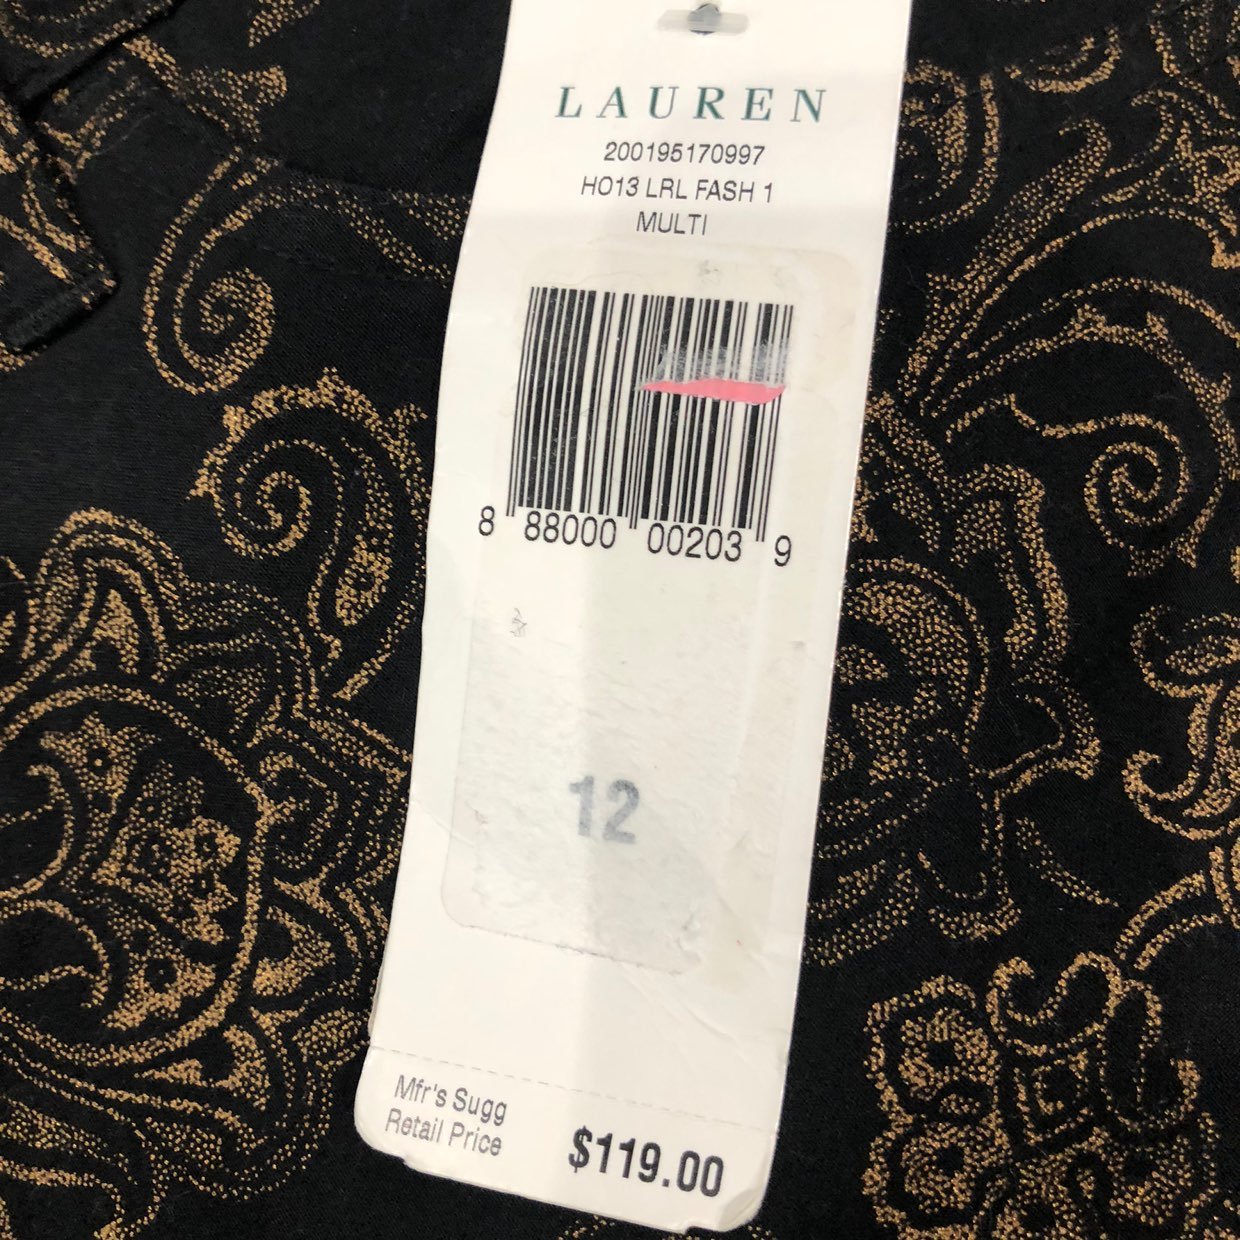 LAUREN
200195170997
HO13 LRL FASH 1
MULTI
8 88000 00203 9
12
Mfr's Sugg
Retail Price
$119.00